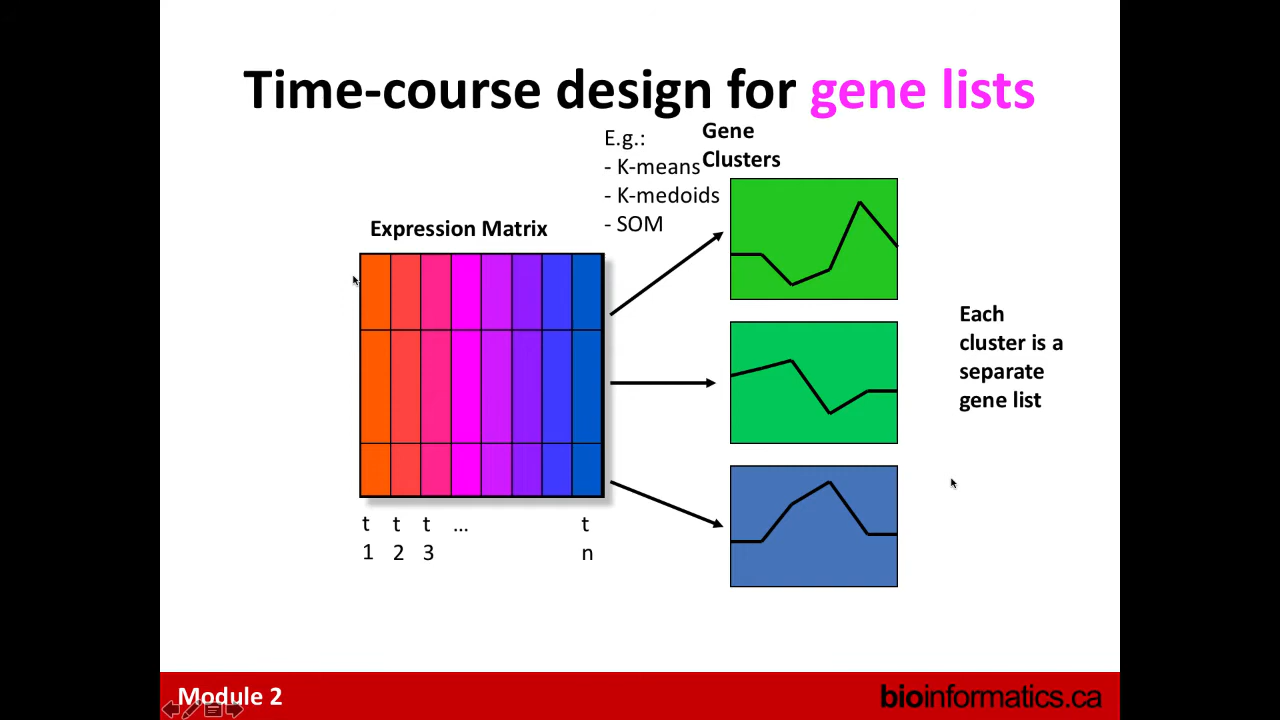 Time-course design for gene lists
E.g.:
- K-means
- K-medoids
- SOM
Gene
Clusters
Expression Matrix
t t t ... t
1 2 3 n
Each
cluster is a
separate
gene list
Module 2
bioinformatics.ca